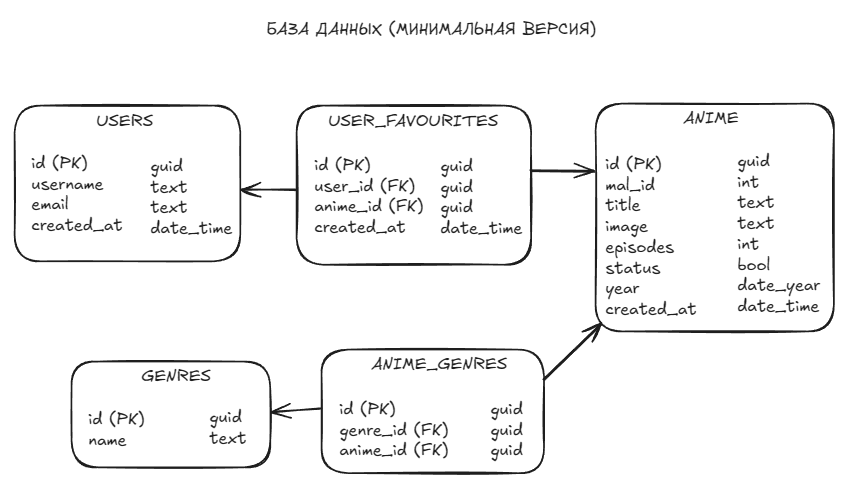 БАЗА ДАННЫХ (МИНИМАЛЬНАЯ ВЕРСИЯ)
USERS
id (PK) guid
username text
email text
created_at date_time
USER_FAVOURITES
id (PK) guid
user_id (FK) guid
anime_id (FK) guid
created_at date_time
ANIME
id (PK) guid
mal_id int
title text
image text
episodes int
status bool
year date_year
created_at date_time
GENRES
id (PK) guid
name text
ANIME_GENRES
id (PK) guid
genre_id (FK) guid
anime_id (FK) guid